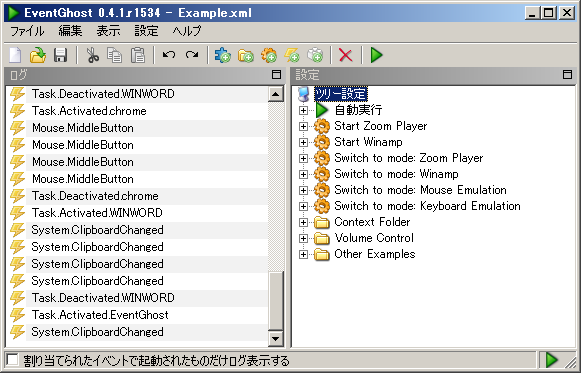 EventGhost 0.4.1.r1534 - Example.xml
ファイル 編集 表示 設定 ヘルプ
ログ
Task.Deactivated.WINWORD
Task.Activated.chrome
Mouse.MiddleButton
Mouse.MiddleButton
Mouse.MiddleButton
Mouse.MiddleButton
Task.Deactivated.chrome
Task.Activated.WINWORD
System.ClipboardChanged
System.ClipboardChanged
System.ClipboardChanged
System.ClipboardChanged
Task.Deactivated.WINWORD
Task.Activated.EventGhost
System.ClipboardChanged
設定
ツリー設定
自動実行
Start Zoom Player
Start Winamp
Switch to mode: Zoom Player
Switch to mode: Winamp
Switch to mode: Mouse Emulation
Switch to mode: Keyboard Emulation
Context Folder
Volume Control
Other Examples
割り当てられたイベントで起動されたものだけログ表示する